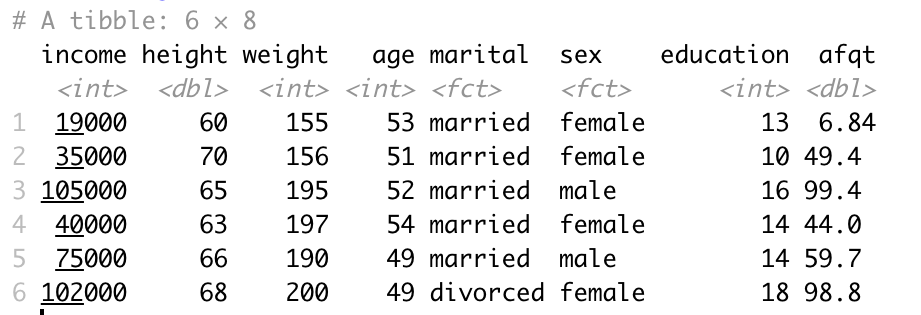 # A tibble: 6 × 8
income height weight age marital sex education afqt
<int> <dbl> <int> <int> <fct> <fct> <int> <dbl>
1 19000 60 155 53 married female 13 6.84
2 35000 70 156 51 married female 10 49.4
3 105000 65 195 52 married male 16 99.4
4 40000 63 197 54 married female 14 44.0
5 75000 66 190 49 married male 14 59.7
6 102000 68 200 49 divorced female 18 98.8